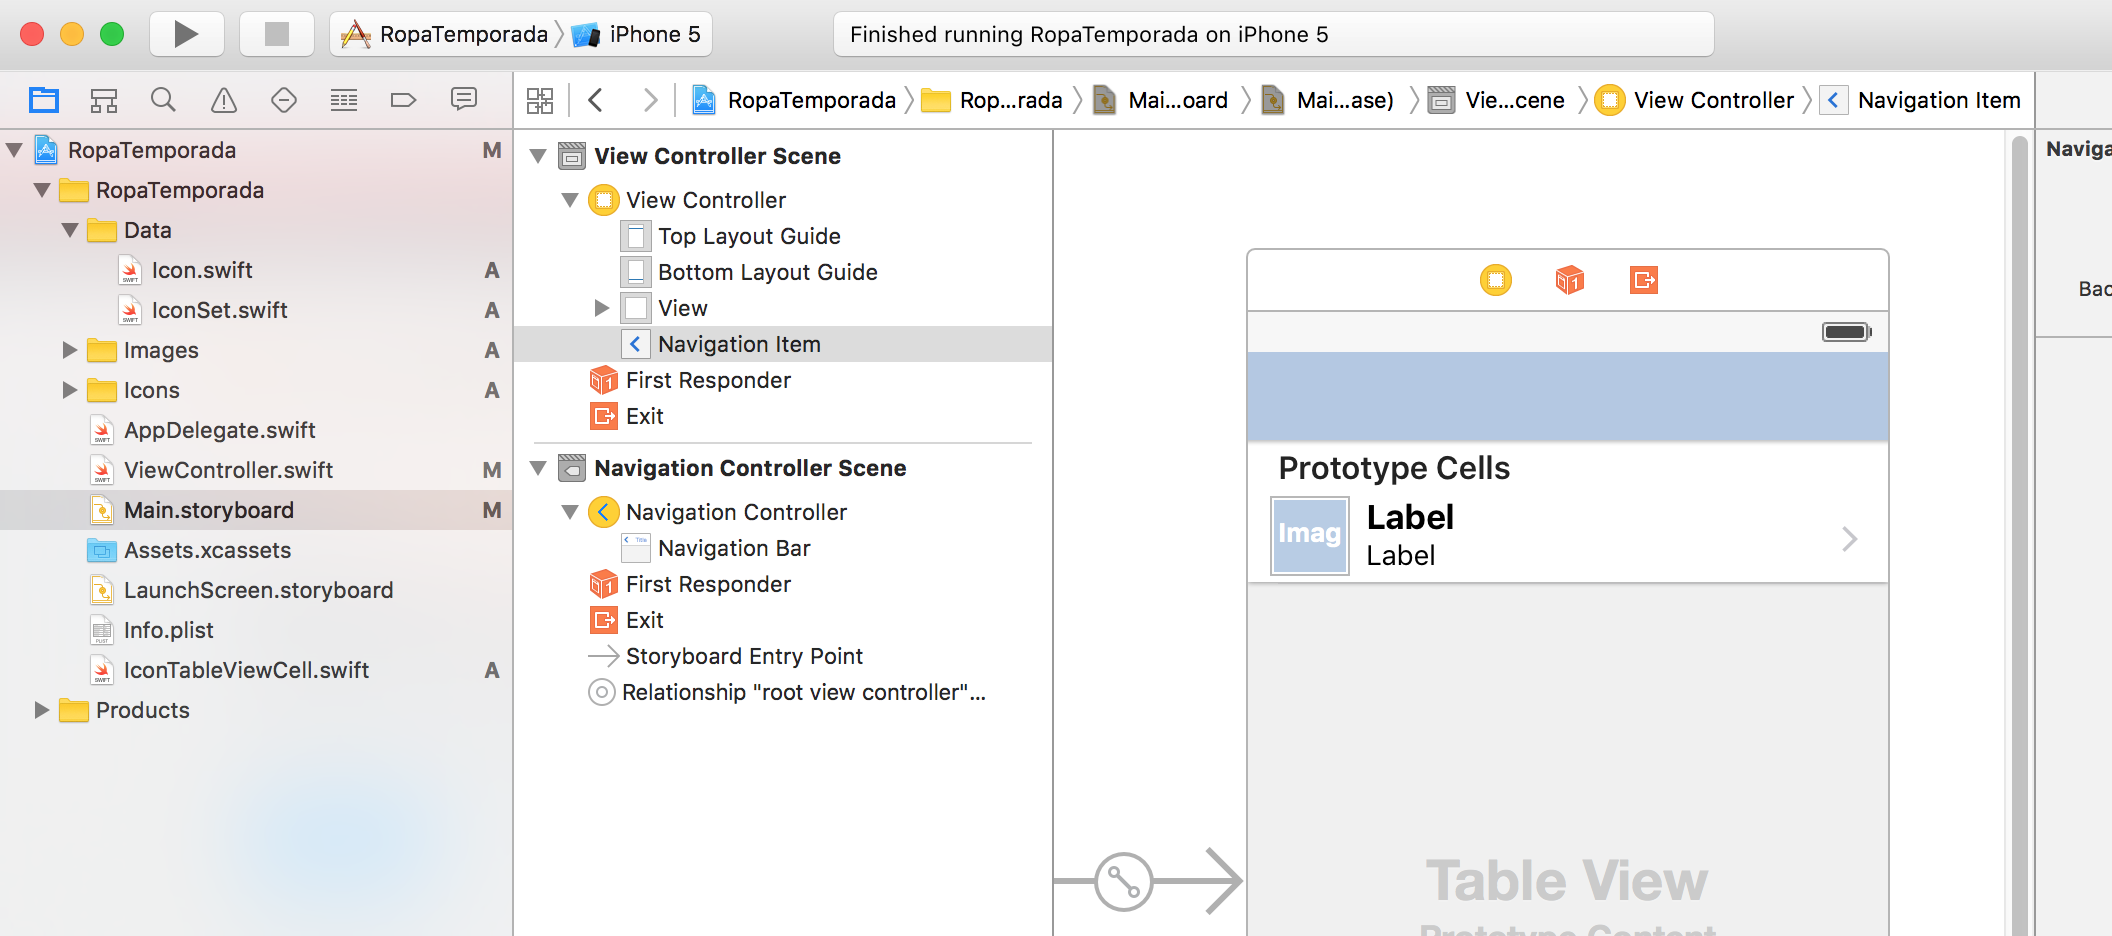 RopaTemporada
iPhone 5
Finished running RopaTemporada on iPhone 5
RopaTemporada
Rop...rada
Mai...oard
Mai...ase)
Vie...cene
View Controller
Navigation Item
RopaTemporada M
RopaTemporada
Data
Icon.swift A
IconSet.swift A
Images A
Icons A
AppDelegate.swift
ViewController.swift M
Main.storyboard M
Assets.xcassets
LaunchScreen.storyboard
Info.plist
IconTableViewCell.swift A
Products
View Controller Scene
View Controller
Top Layout Guide
Bottom Layout Guide
View
Navigation Item
First Responder
Exit
Navigation Controller Scene
Navigation Controller
Navigation Bar
First Responder
Exit
Storyboard Entry Point
Relationship "root view controller"...
Prototype Cells
Imag
Label
Label
Table View
Prototype Content
Naviga
Bac